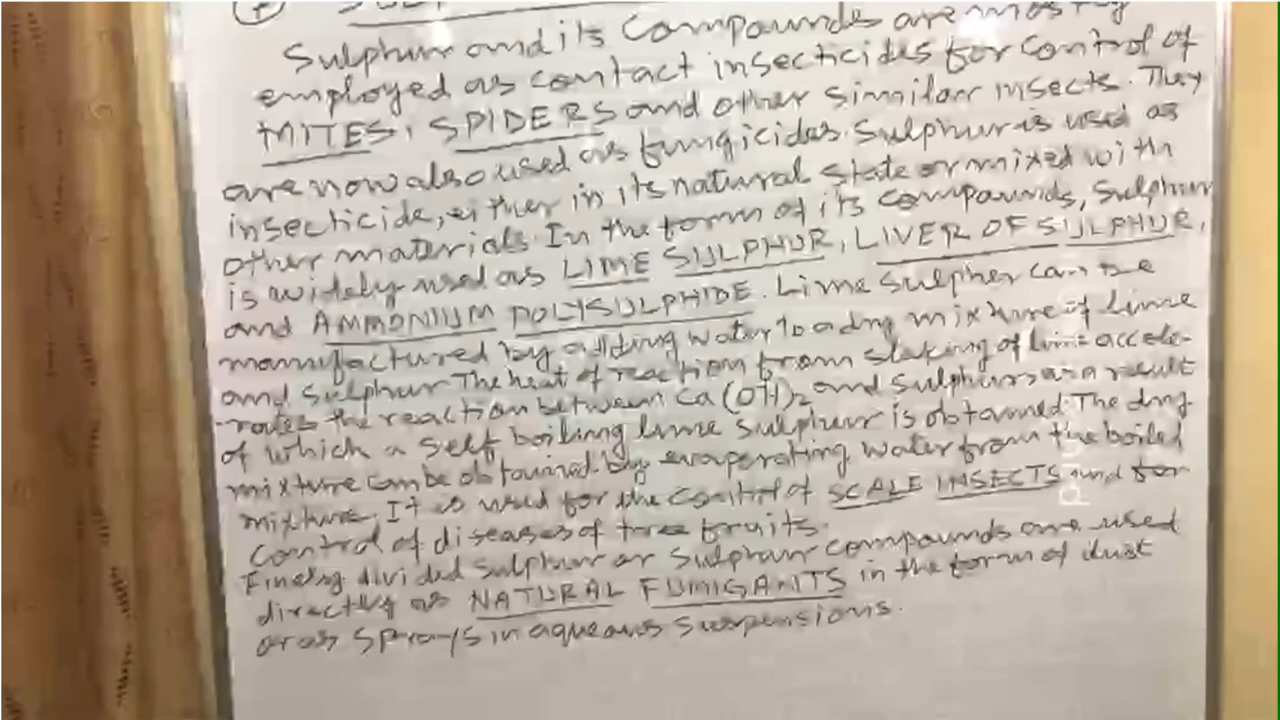 Sulphur and its Compounds are mostly
employed as contact insecticides for control of
MITES, SPIDERS and other similar insects. They
are now also used as fungicides. Sulphur is used as
insecticide, either in its natural state or mixed with
other materials. In the form of its compounds, Sulphur
is widely used as LIME SULPHUR, LIVER OF SULPHUR,
and AMMONIUM POLYSULPHIDE. Lime Sulpher can be
manufactured by adding water to a dry mixture of lime
and Sulphur. The heat of reaction from slaking of lime accele-
-rates the reaction between Ca(OH)2 and Sulphur as a result
of which a self boiling lime sulphur is obtained. The dry
mixture can be obtained by evaporating water from the boiled
mixture. It is used for the control of SCALE INSECTS and for
control of diseases of tree fruits.
Finely divided sulphur or sulphur compounds are used
directly as NATURAL FUMIGANTS in the form of dust
or as sprays in aqueous suspensions.